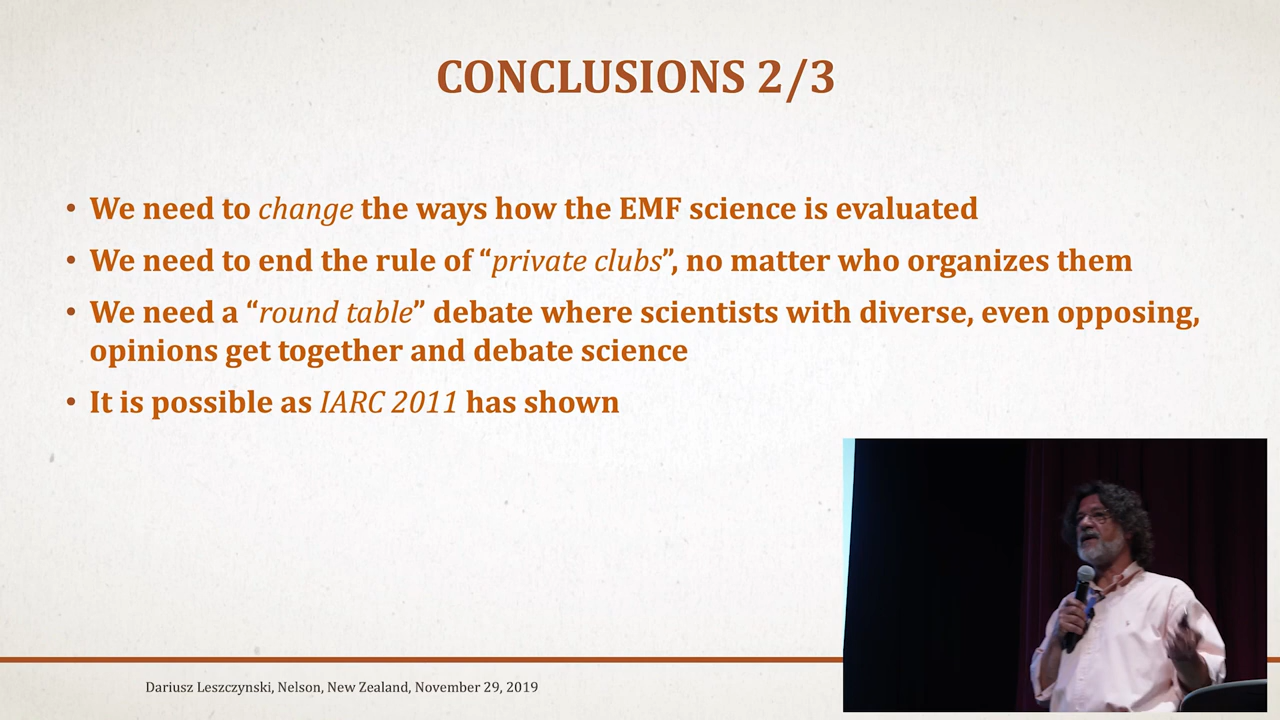 CONCLUSIONS 2/3
• We need to change the ways how the EMF science is evaluated
• We need to end the rule of “private clubs”, no matter who organizes them
• We need a “round table” debate where scientists with diverse, even opposing,
opinions get together and debate science
• It is possible as IARC 2011 has shown
Dariusz Leszczynski, Nelson, New Zealand, November 29, 2019